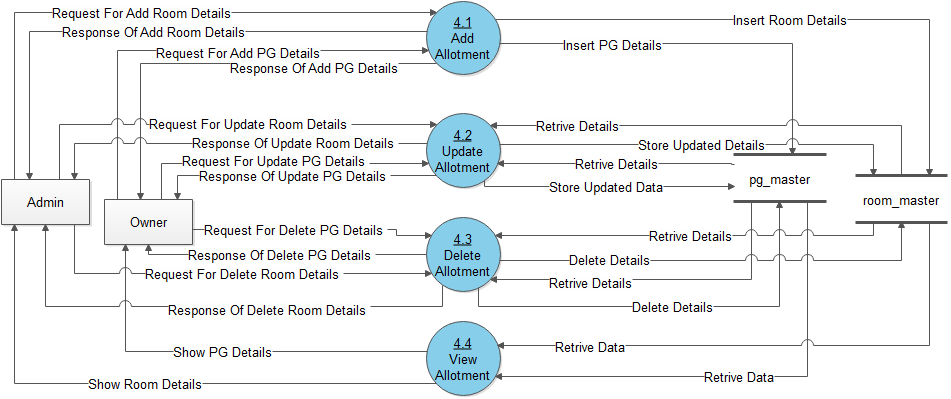 Request For Add Room Details
Response Of Add Room Details
Request For Add PG Details
Response Of Add PG Details
4.1
Add
Allotment
Insert Room Details
Insert PG Details
Request For Update Room Details
Response Of Update Room Details
Request For Update PG Details
Response Of Update PG Details
4.2
Update
Allotment
Retrive Details
Store Updated Details
Retrive Details
Store Updated Data
pg_master
room_master
Admin
Owner
Request For Delete PG Details
Response Of Delete PG Details
Request For Delete Room Details
Response Of Delete Room Details
4.3
Delete
Allotment
Retrive Details
Delete Details
Retrive Details
Delete Details
Show PG Details
Show Room Details
4.4
View
Allotment
Retrive Data
Retrive Data